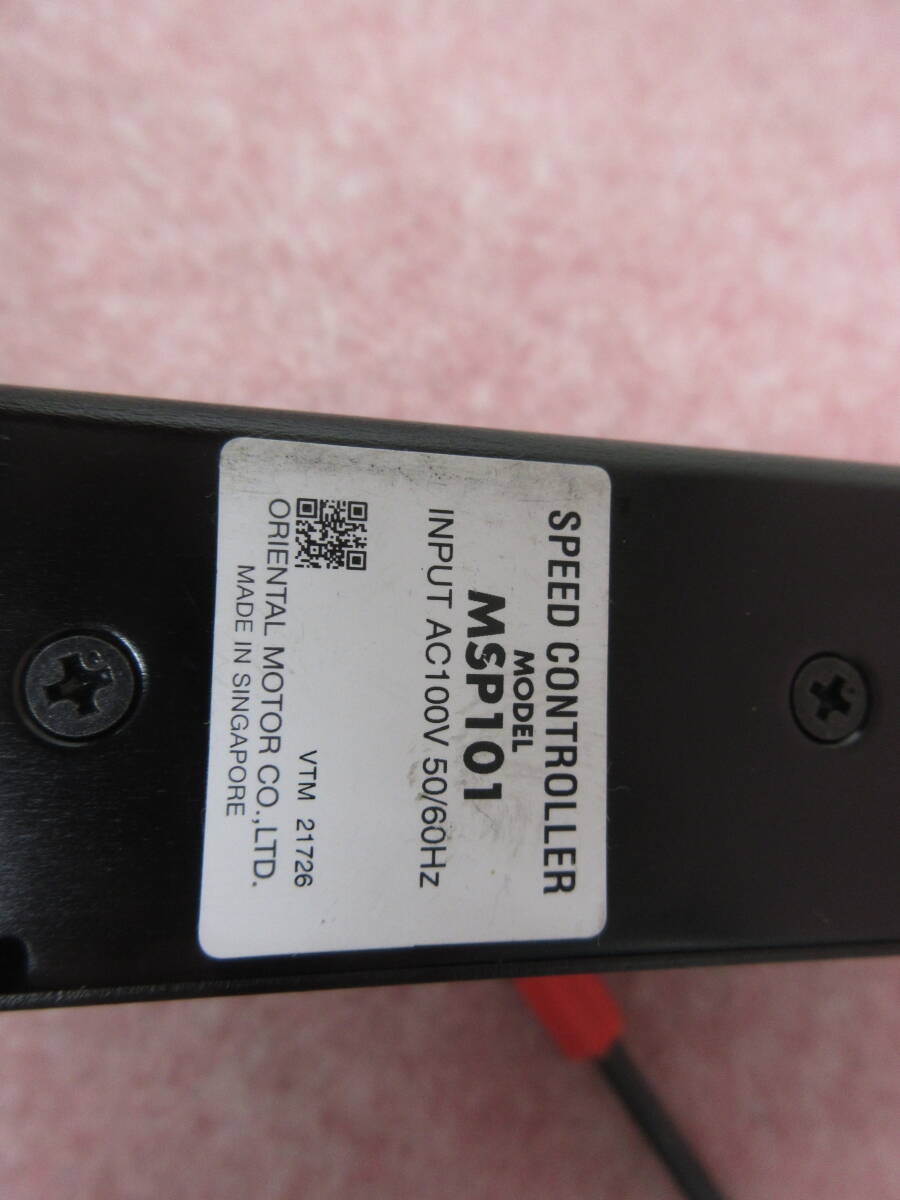 SPEED CONTROLLER
MODEL
MSP101
INPUT AC100V 50/60Hz
VTM 21726
ORIENTAL MOTOR CO.,LTD.
MADE IN SINGAPORE